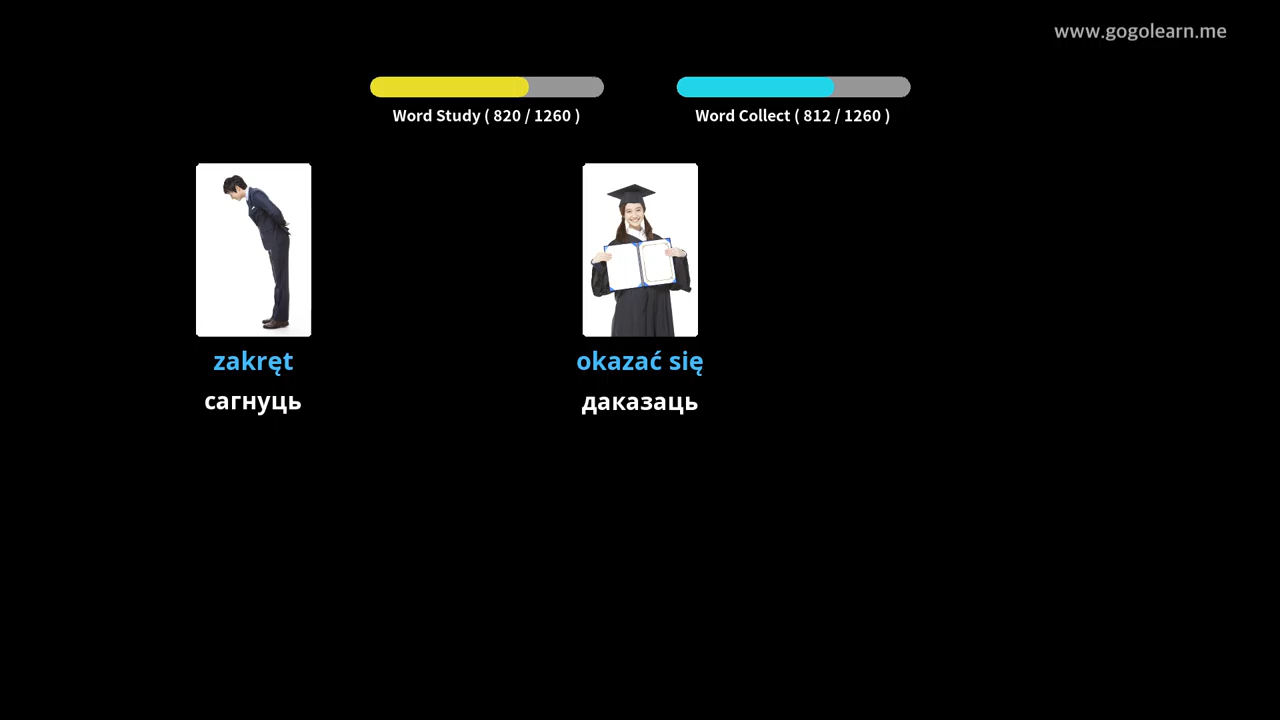 www.gogolearn.me
Word Study ( 820 / 1260 )
Word Collect ( 812 / 1260 )
zakręt
сагнуць
okazać się
даказаць